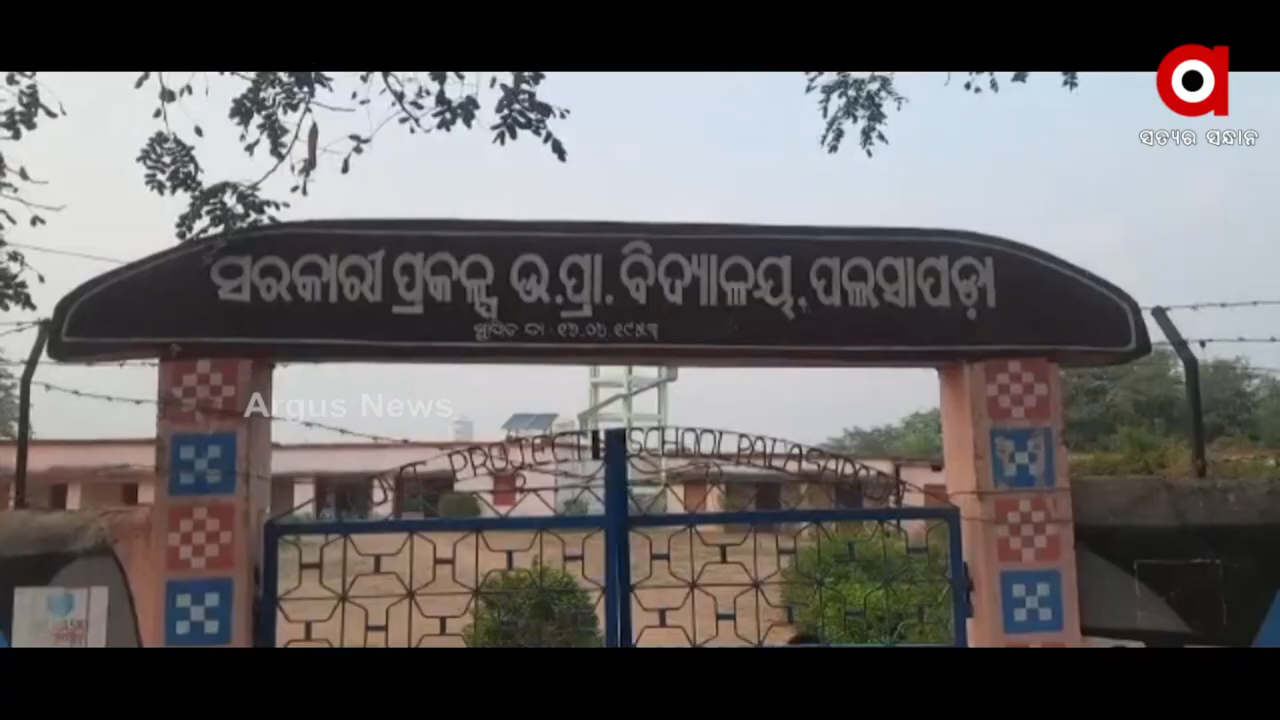 ସତ୍ୟର ସନ୍ଧାନ
ସରକାରୀ ପ୍ରକଳ୍ପ ଉ.ପ୍ରା. ବିଦ୍ୟାଳୟ, ପଲସାପଡ଼ା
ସ୍ଥାପିତ ତା
Argus News
PROJECT SCHOOL PALASAPADA